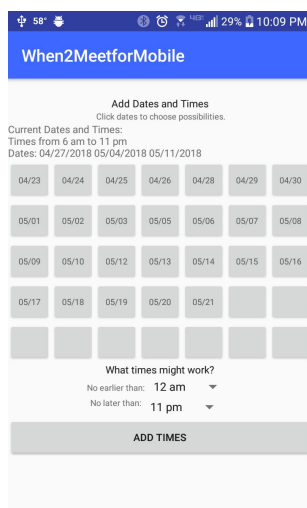 58° 4G 29% 10:09 PM
When2MeetforMobile
Add Dates and Times
Click dates to choose possibilities.
Current Dates and Times:
Times from 6 am to 11 pm
Dates: 04/27/2018 05/04/2018 05/11/2018
04/23 04/24 04/25 04/26 04/28 04/29 04/30
05/01 05/02 05/03 05/05 05/06 05/07 05/08
05/09 05/10 05/12 05/13 05/14 05/15 05/16
05/17 05/18 05/19 05/20 05/21
What times might work?
No earlier than: 12 am
No later than: 11 pm
ADD TIMES